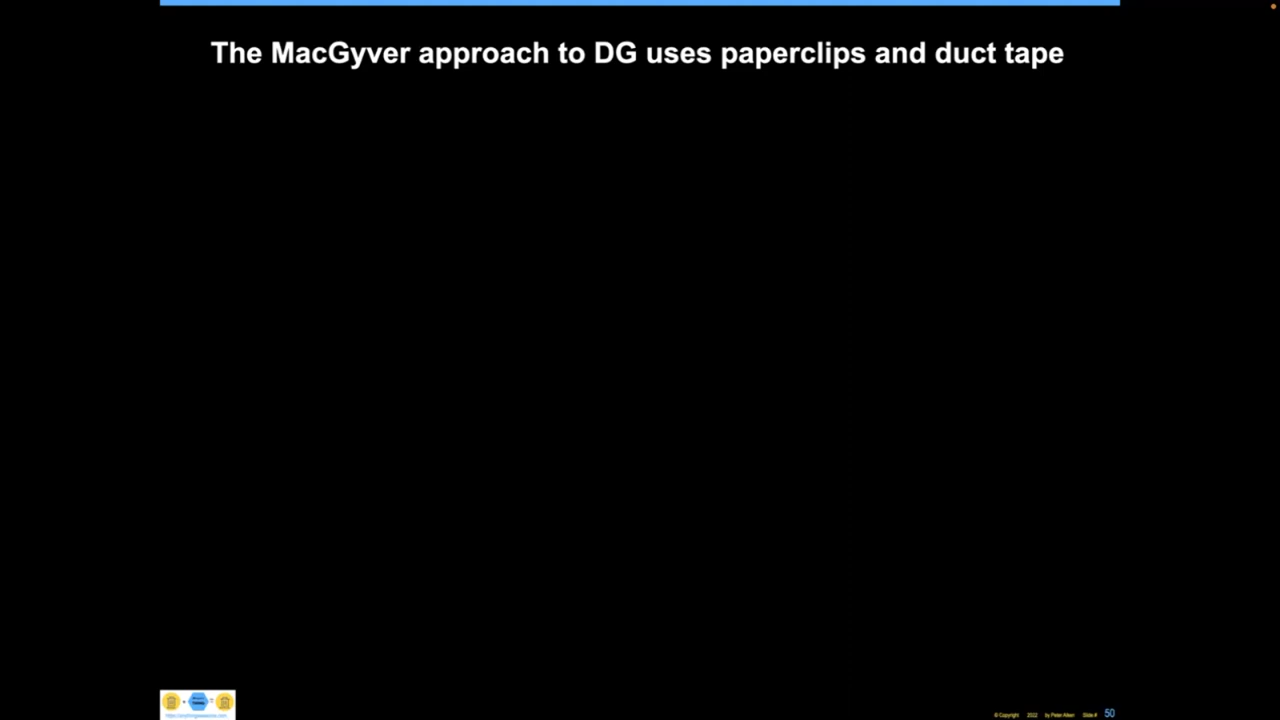 The MacGyver approach to DG uses paperclips and duct tape
© Copyright 2022 by Peter Aiken Slide # 50